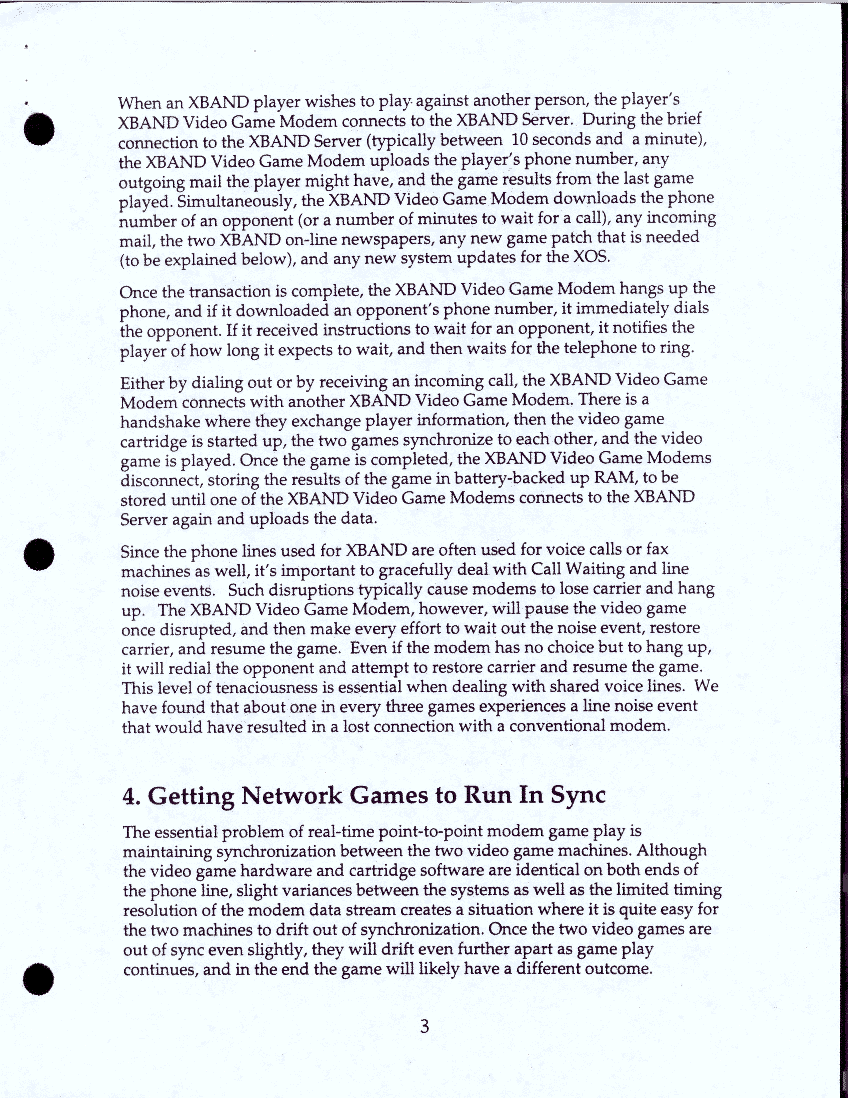 When an XBAND player wishes to play against another person, the player's
XBAND Video Game Modem connects to the XBAND Server. During the brief
connection to the XBAND Server (typically between 10 seconds and a minute),
the XBAND Video Game Modem uploads the player's phone number, any
outgoing mail the player might have, and the game results from the last game
played. Simultaneously, the XBAND Video Game Modem downloads the phone
number of an opponent (or a number of minutes to wait for a call), any incoming
mail, the two XBAND on-line newspapers, any new game patch that is needed
(to be explained below), and any new system updates for the XOS.
Once the transaction is complete, the XBAND Video Game Modem hangs up the
phone, and if it downloaded an opponent's phone number, it immediately dials
the opponent. If it received instructions to wait for an opponent, it notifies the
player of how long it expects to wait, and then waits for the telephone to ring.
Either by dialing out or by receiving an incoming call, the XBAND Video Game
Modem connects with another XBAND Video Game Modem. There is a
handshake where they exchange player information, then the video game
cartridge is started up, the two games synchronize to each other, and the video
game is played. Once the game is completed, the XBAND Video Game Modems
disconnect, storing the results of the game in battery-backed up RAM, to be
stored until one of the XBAND Video Game Modems connects to the XBAND
Server again and uploads the data.
Since the phone lines used for XBAND are often used for voice calls or fax
machines as well, it's important to gracefully deal with Call Waiting and line
noise events. Such disruptions typically cause modems to lose carrier and hang
up. The XBAND Video Game Modem, however, will pause the video game
once disrupted, and then make every effort to wait out the noise event, restore
carrier, and resume the game. Even if the modem has no choice but to hang up,
it will redial the opponent and attempt to restore carrier and resume the game.
This level of tenaciousness is essential when dealing with shared voice lines. We
have found that about one in every three games experiences a line noise event
that would have resulted in a lost connection with a conventional modem.
4. Getting Network Games to Run In Sync
The essential problem of real-time point-to-point modem game play is
maintaining synchronization between the two video game machines. Although
the video game hardware and cartridge software are identical on both ends of
the phone line, slight variances between the systems as well as the limited timing
resolution of the modem data stream creates a situation where it is quite easy for
the two machines to drift out of synchronization. Once the two video games are
out of sync even slightly, they will drift even further apart as game play
continues, and in the end the game will likely have a different outcome.
3